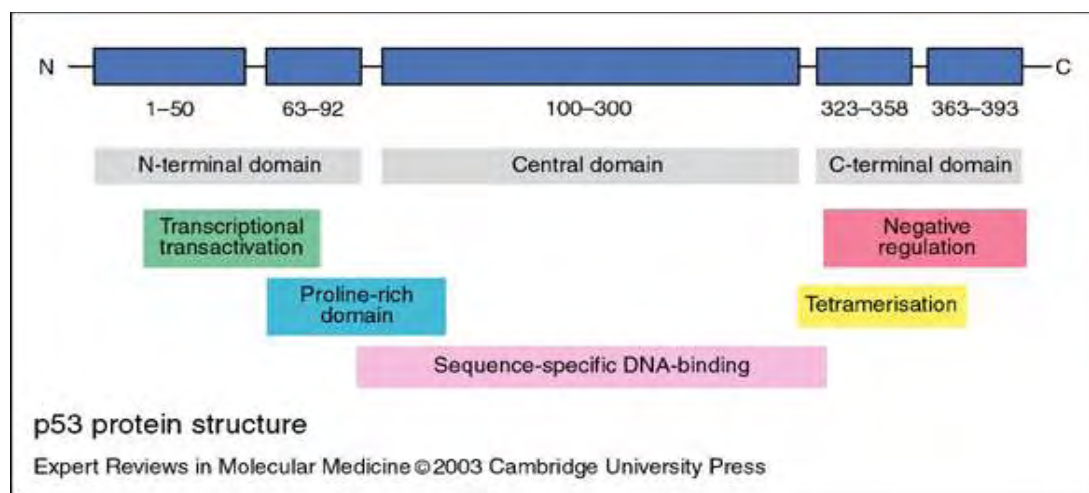 N
C
1–50
63–92
100–300
323–358
363–393
N-terminal domain
Central domain
C-terminal domain
Transcriptional
transactivation
Negative
regulation
Proline-rich
domain
Tetramerisation
Sequence-specific DNA-binding
p53 protein structure
Expert Reviews in Molecular Medicine © 2003 Cambridge University Press